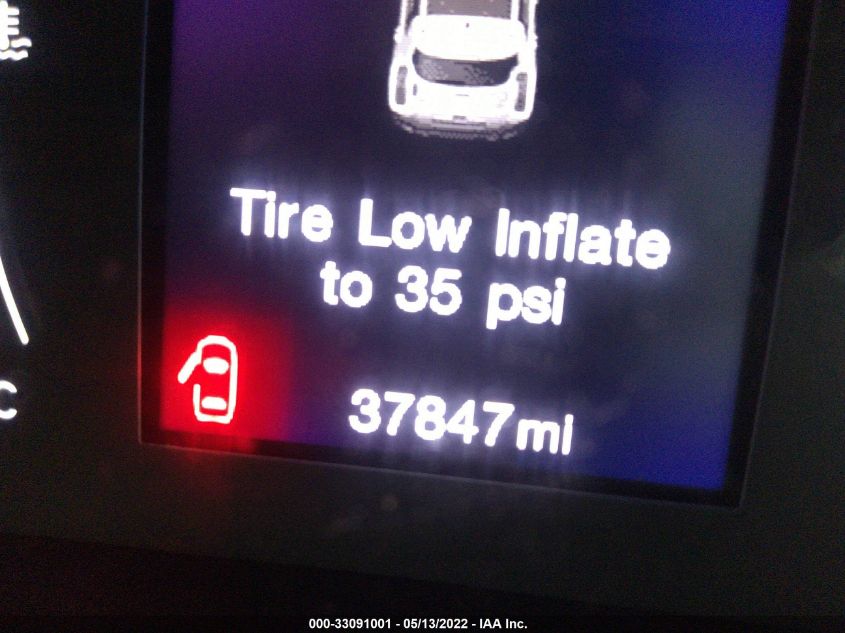 Tire Low Inflate
to 35 psi
37847mi
C
000-33091001 - 05/13/2022 - IAA Inc.